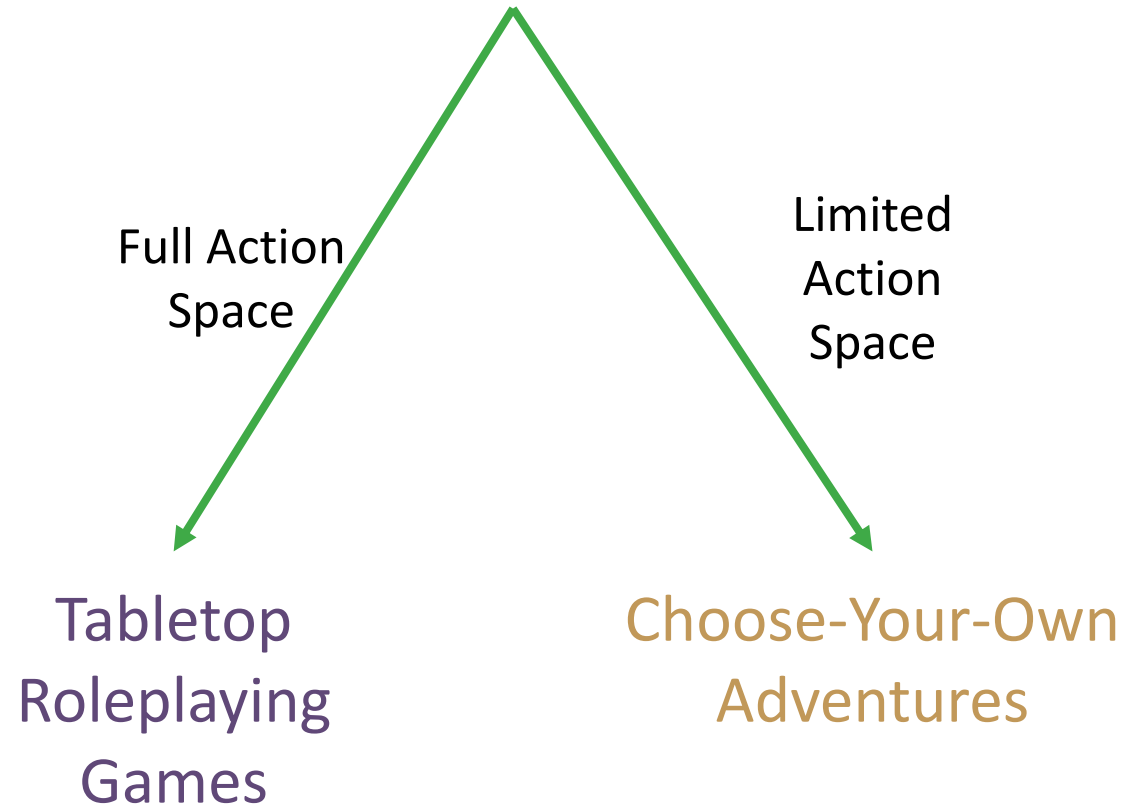 Full Action
Space
Limited
Action
Space
Tabletop
Roleplaying
Games
Choose-Your-Own
Adventures